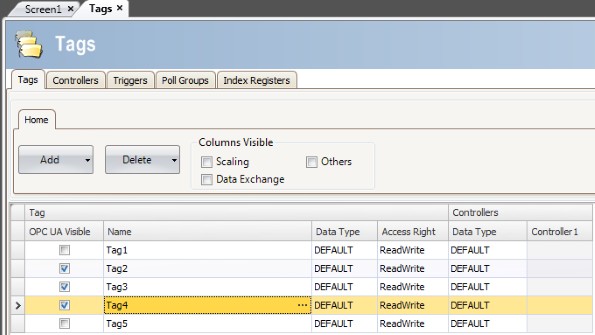 Screen1 × Tags ×
Tags
Tags Controllers Triggers Poll Groups Index Registers
Home
Add Delete
Columns Visible
Scaling Others
Data Exchange
Tag Controllers
OPC UA Visible Name Data Type Access Right Data Type Controller1
Tag1 DEFAULT ReadWrite DEFAULT
Tag2 DEFAULT ReadWrite DEFAULT
Tag3 DEFAULT ReadWrite DEFAULT
Tag4 ... DEFAULT ReadWrite DEFAULT
Tag5 DEFAULT ReadWrite DEFAULT